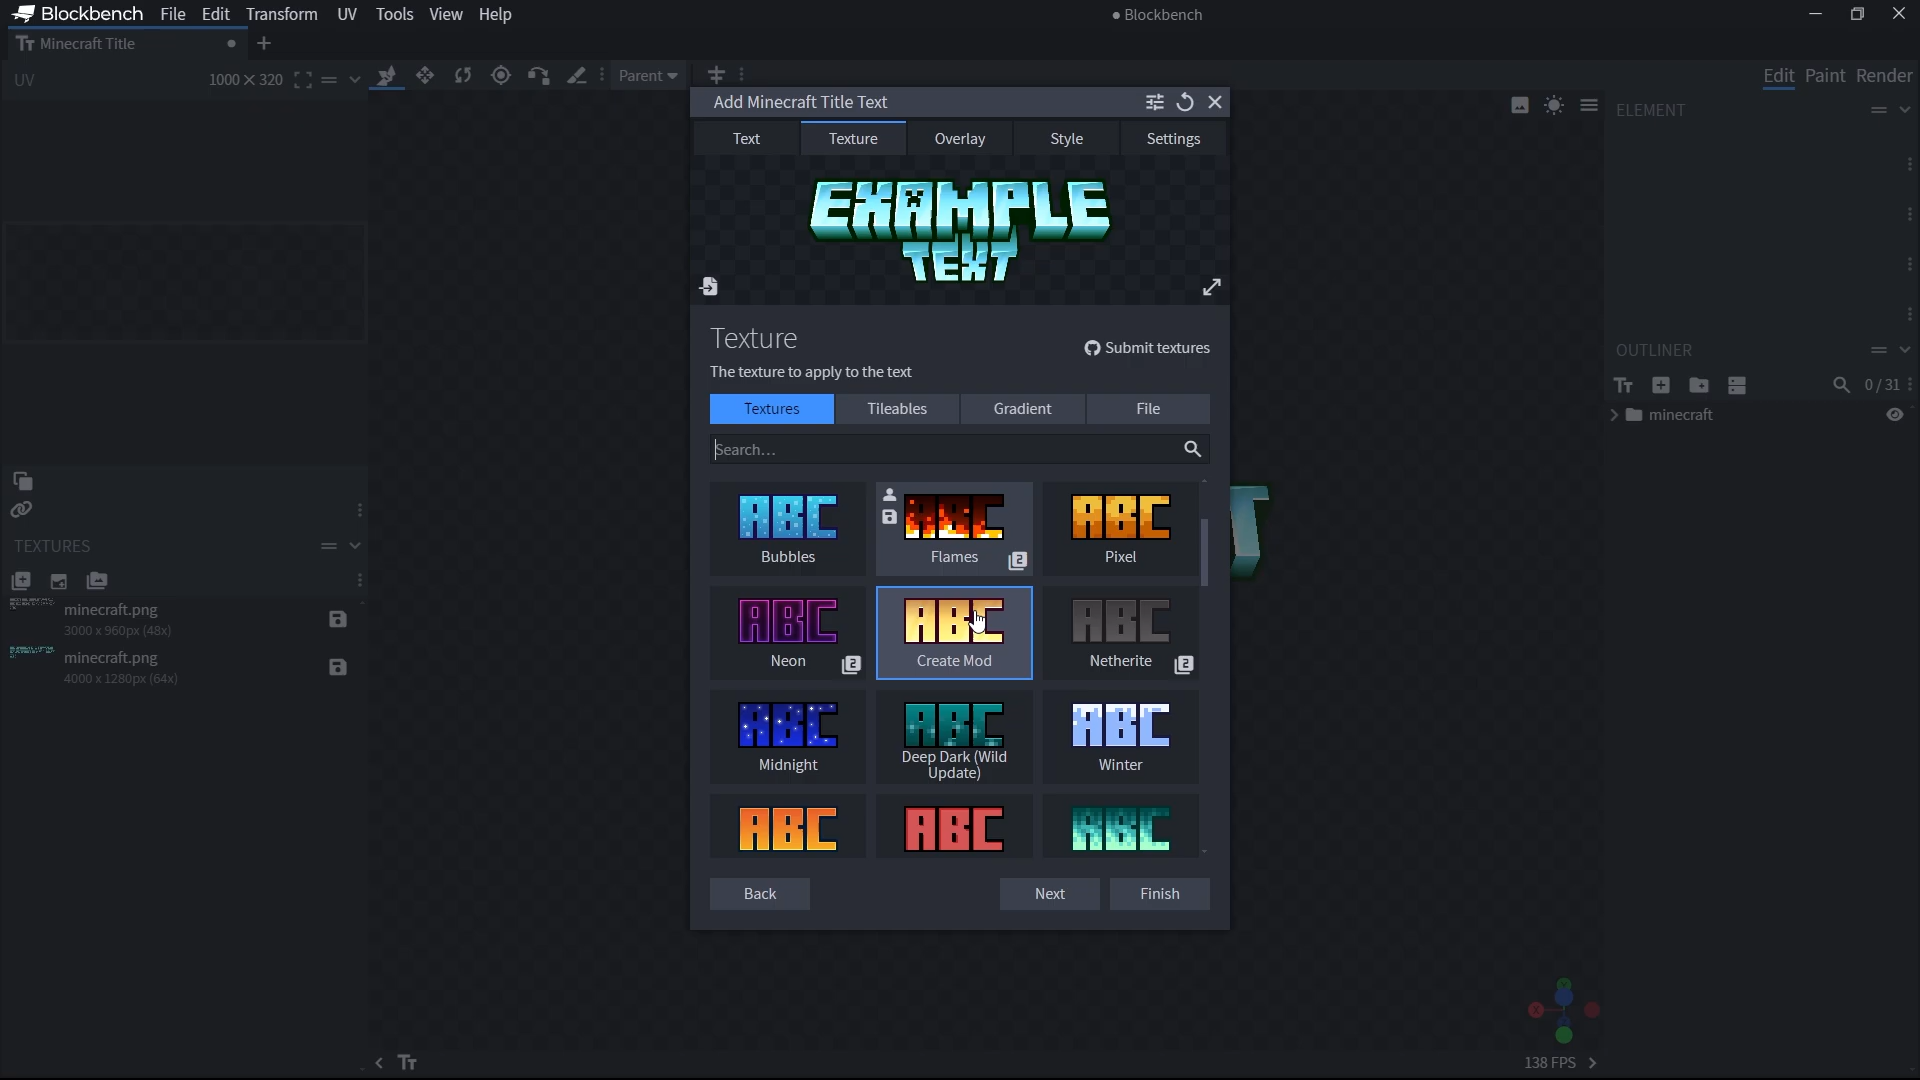 Blockbench File Edit Transform UV Tools View Help
Blockbench
Minecraft Title
UV 1000 × 320
Parent
Edit Paint Render
Add Minecraft Title Text
Text Texture Overlay Style Settings
EXAMPLE
TEXT
Texture
Submit textures
The texture to apply to the text
Textures Tileables Gradient File
Search...
ABC ABC ABC
Bubbles Flames 2 Pixel
ABC ABC ABC
Neon 2 Create Mod Netherite 2
ABC ABC ABC
Midnight Deep Dark (Wild Winter
Update)
ABC ABC ABC
Back Next Finish
ELEMENT
OUTLINER
0 / 31
minecraft
TEXTURES
minecraft.png
3000 x 960px (48x)
minecraft.png
4000 x 1280px (64x)
T
Tт
138 FPS